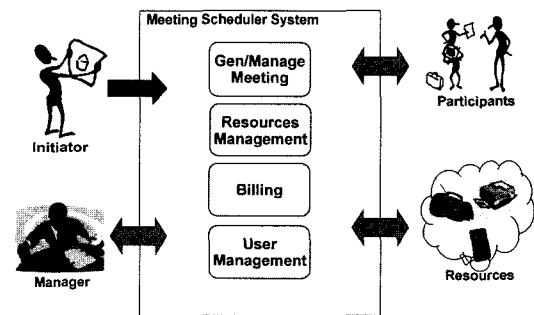 Meeting Scheduler System
Gen/Manage
Meeting
Resources
Management
Billing
User
Management
Initiator
Manager
Participants
Resources